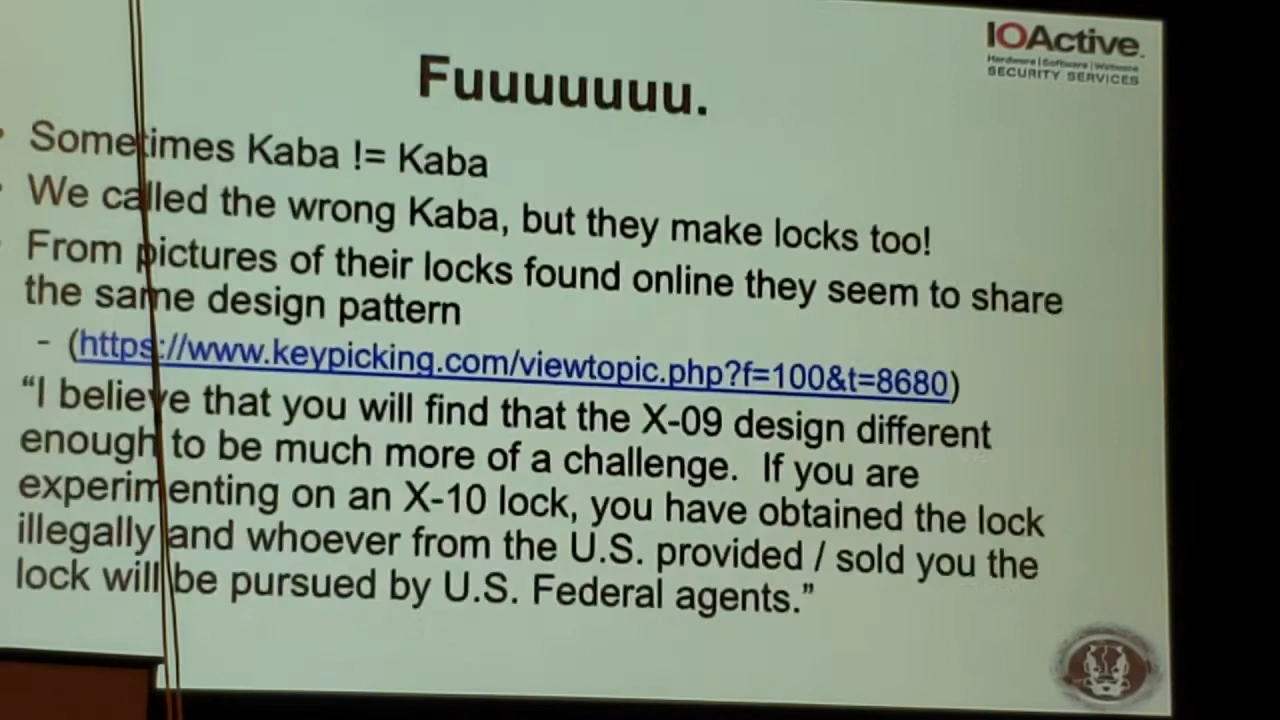 IOActive.
Hardware | Software | Wetware
SECURITY SERVICES
Fuuuuuuu.
Sometimes Kaba != Kaba
We called the wrong Kaba, but they make locks too!
From pictures of their locks found online they seem to share
the same design pattern
- (https://www.keypicking.com/viewtopic.php?f=100&t=8680)
“I believe that you will find that the X-09 design different
enough to be much more of a challenge. If you are
experimenting on an X-10 lock, you have obtained the lock
illegally and whoever from the U.S. provided / sold you the
lock will be pursued by U.S. Federal agents.”